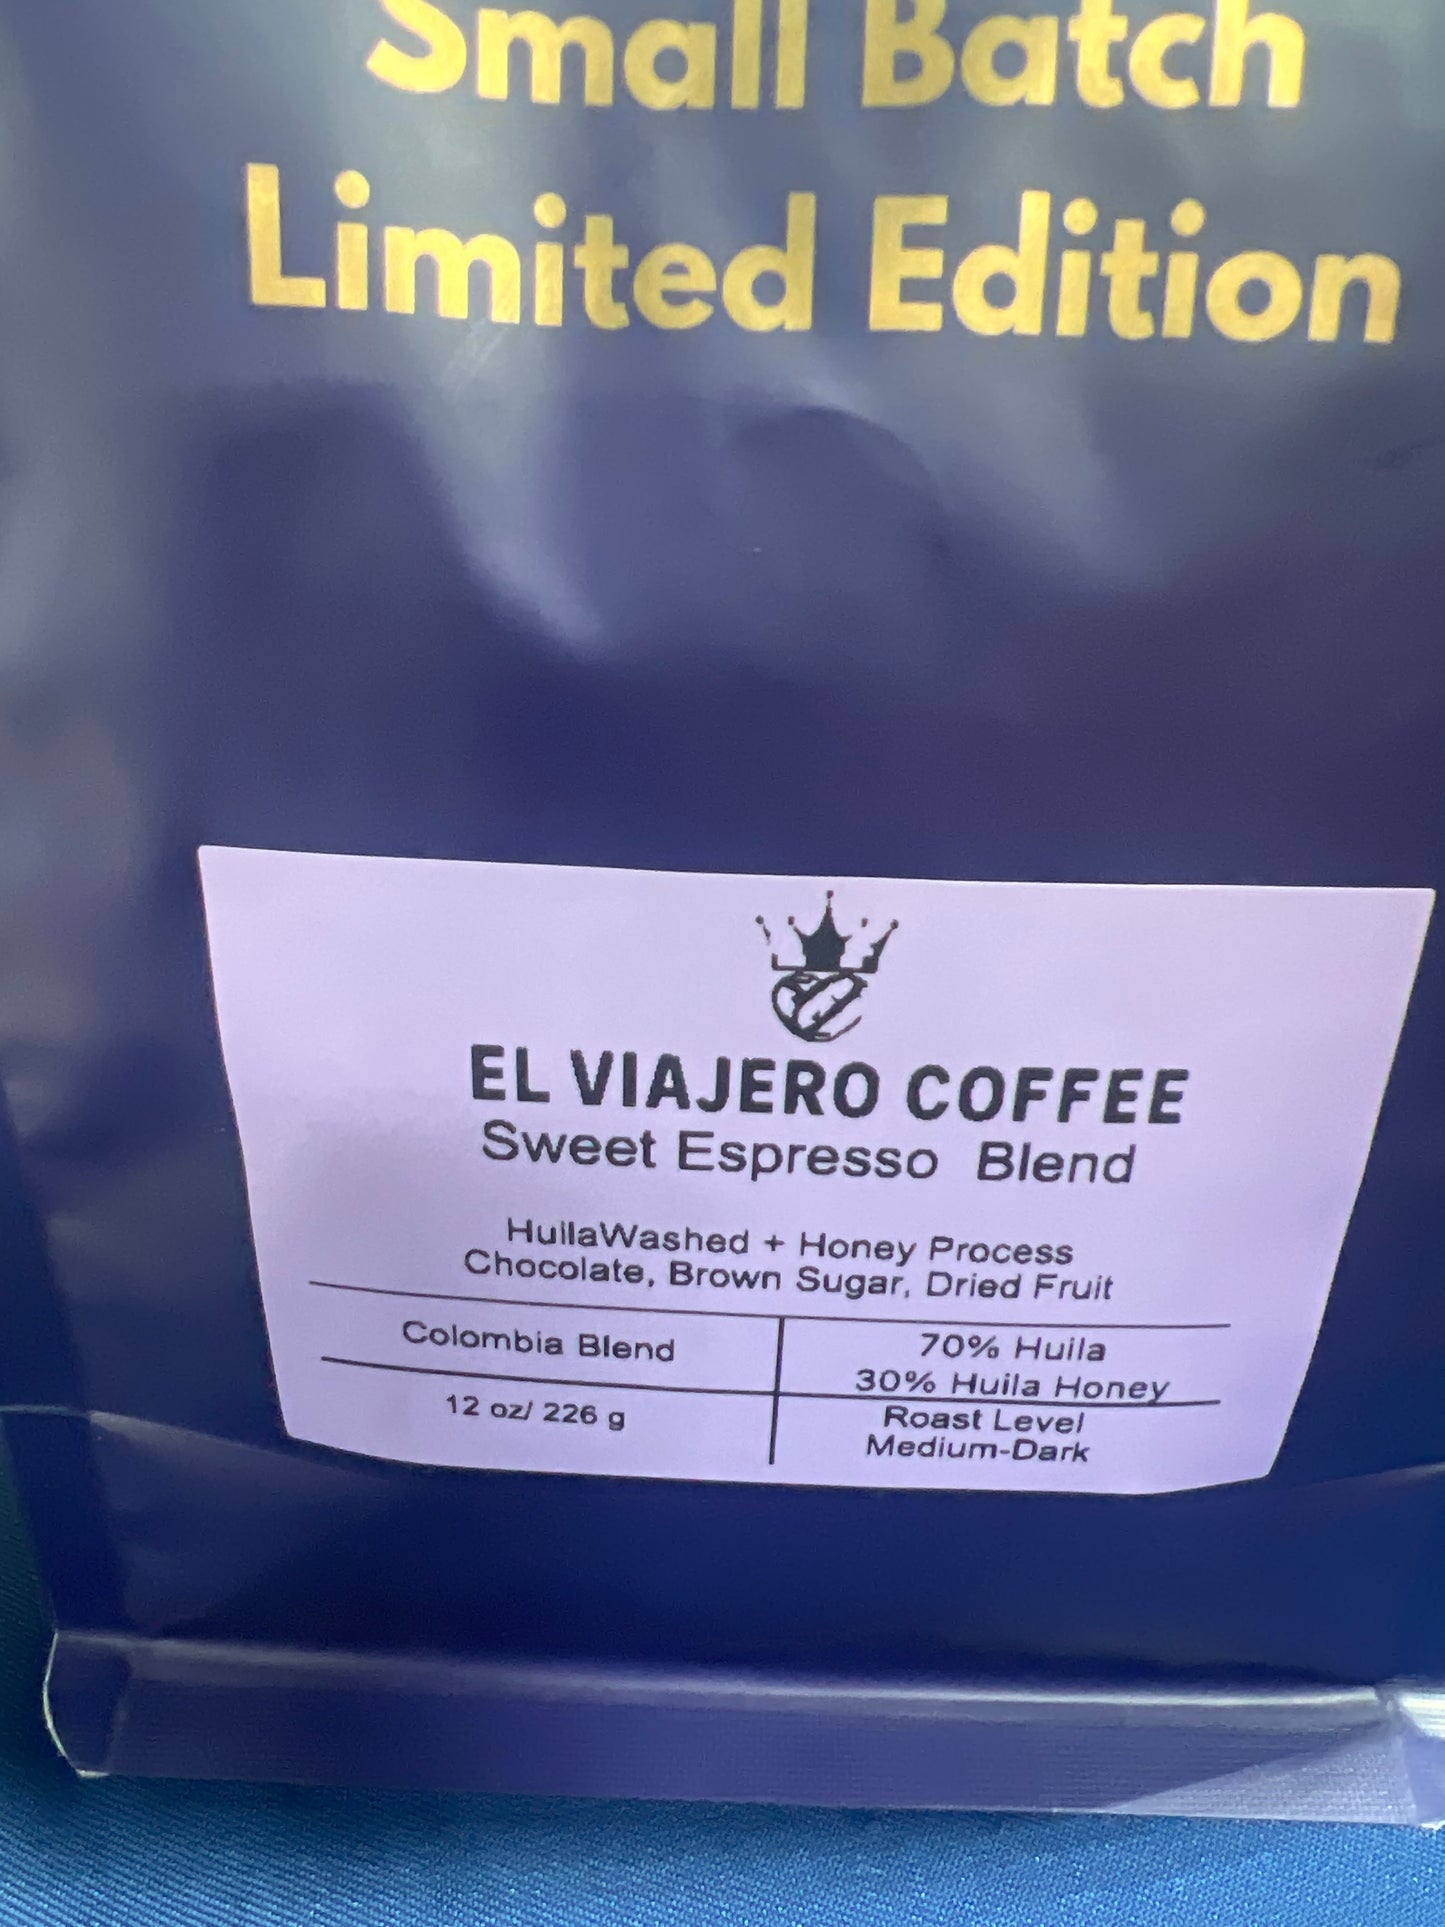 Small Batch
Limited Edition
EL VIAJERO COFFEE
Sweet Espresso Blend
HuilaWashed + Honey Process
Chocolate, Brown Sugar, Dried Fruit
Colombia Blend
70% Huila
30% Huila Honey
12 oz/ 226 g
Roast Level
Medium-Dark